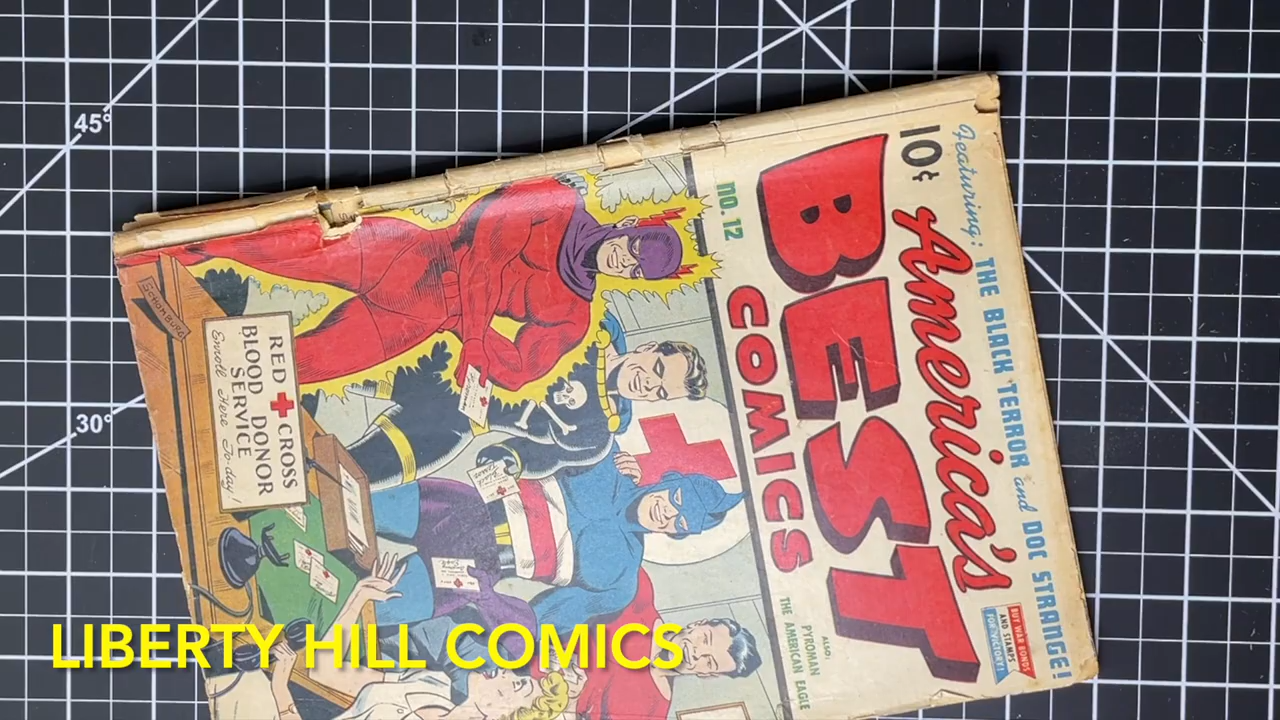 45°
30°
Featuring: THE BLACK TERROR and DOC STRANGE!
10¢
America's
BEST
COMICS
NO. 12
BUY WAR BONDS
AND STAMPS
FOR VICTORY!
ALSO:
PYROMAN
THE AMERICAN EAGLE
SCHOMBURG
RED + CROSS
BLOOD DONOR
SERVICE
Enroll Here To-day!
LIBERTY HILL COMICS